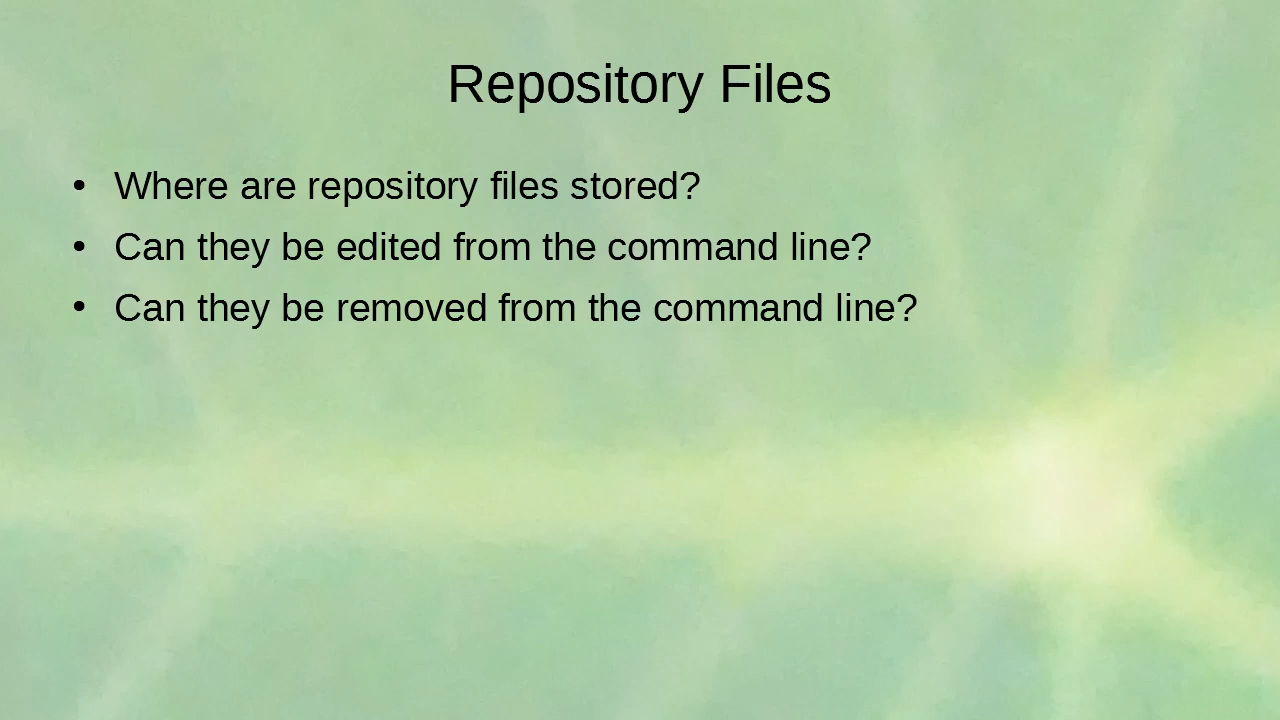 Repository Files
• Where are repository files stored?
• Can they be edited from the command line?
• Can they be removed from the command line?